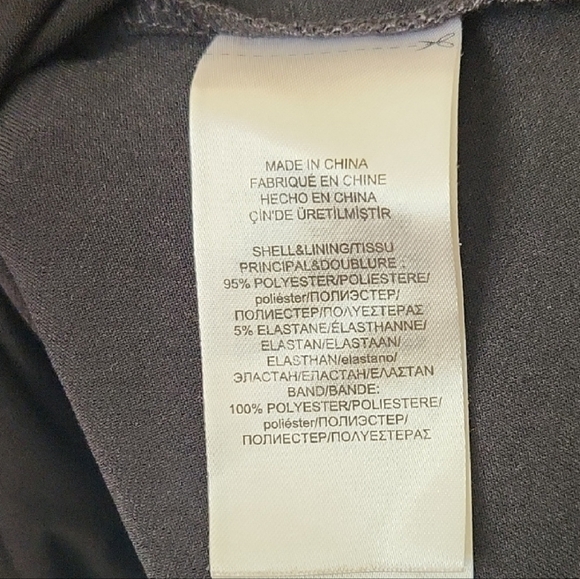 MADE IN CHINA
FABRIQUÉ EN CHINE
HECHO EN CHINA
ÇİN'DE ÜRETİLMİŞTİR
SHELL&LINING/TISSU
PRINCIPAL&DOUBLURE :
95% POLYESTER/POLIESTERE/
poliéster/ПОЛИЭСТЕР/
ПОЛИЕСТЕР/ΠΟΛΥΕΣΤΕΡΑΣ
5% ELASTANE/ÉLASTHANNE/
ELASTAN/ELASTAAN/
ELASTHAN/elastano/
ЭЛАСТАН/ЕЛАСТАН/ΕΛΑΣΤΑΝ
BAND/BANDE:
100% POLYESTER/POLIESTERE/
poliéster/ПОЛИЭСТЕР/
ПОЛИЕСТЕР/ΠΟΛΥΕΣΤΕΡΑΣ